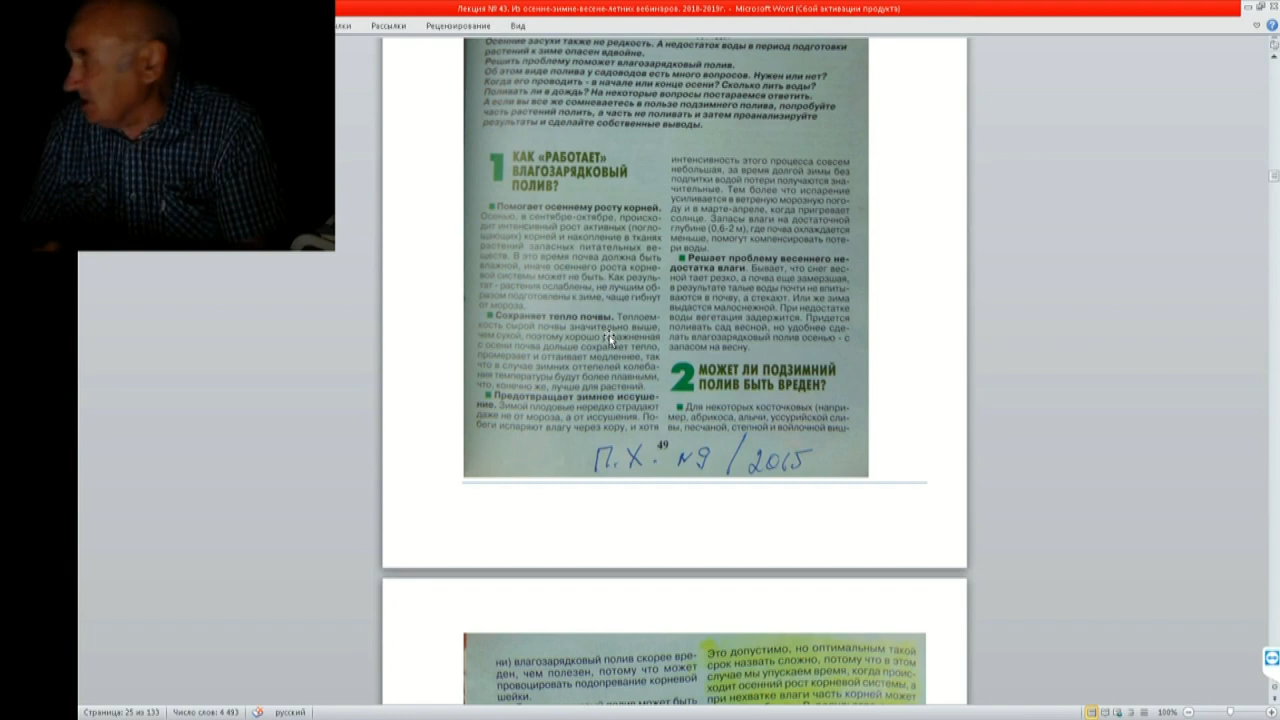 Лекция № 43. Из осенне-зимне-весене-летних вебинаров. 2018-2019г. - Microsoft Word (Сбой активации продукта)
лки Рассылки Рецензирование Вид
Осенние засухи также не редкость. А недостаток воды в период подготовки
растений к зиме опасен вдвойне.
Решить проблему поможет влагозарядковый полив.
Об этом виде полива у садоводов есть много вопросов. Нужен или нет?
Когда его проводить - в начале или конце осени? Сколько лить воды?
Поливать ли в дождь? На некоторые вопросы постараемся ответить.
А если вы все же сомневаетесь в пользе подзимнего полива, попробуйте
часть растений полить, а часть не поливать и затем проанализируйте
результаты и сделайте собственные выводы.
1 КАК «РАБОТАЕТ»
ВЛАГОЗАРЯДКОВЫЙ
ПОЛИВ?
Помогает осеннему росту корней.
Осенью, в сентябре-октябре, происхо-
дит интенсивный рост активных (погло-
щающих) корней и накопление в тканях
растений запасных питательных ве-
ществ. В это время почва должна быть
влажной, иначе осеннего роста корне-
вой системы может не быть. Как резуль-
тат - растения ослаблены, не лучшим об-
разом подготовлены к зиме, чаще гибнут
от мороза.
Сохраняет тепло почвы. Теплоем-
кость сырой почвы значительно выше,
чем сухой, поэтому хорошо увлажненная
с осени почва дольше сохраняет тепло,
промерзает и оттаивает медленнее, так
что в случае зимних оттепелей колеба-
ния температуры будут более плавными,
что, конечно же, лучше для растений.
Предотвращает зимнее иссуше-
ние. Зимой плодовые нередко страдают
даже не от мороза, а от иссушения. По-
беги испаряют влагу через кору, и хотя
интенсивность этого процесса совсем
небольшая, за время долгой зимы без
подпитки водой потери получаются зна-
чительные. Тем более что испарение
усиливается в ветреную морозную пого-
ду и в марте-апреле, когда пригревает
солнце. Запасы влаги на достаточной
глубине (0,6-2 м), где почва охлаждается
меньше, помогут компенсировать поте-
ри воды.
Решает проблему весеннего не-
достатка влаги. Бывает, что снег вес-
ной тает резко, а почва еще замерзшая,
в результате талые воды почти не впиты-
ваются в почву, а стекают. Или же зима
выдастся малоснежной. При недостатке
воды вегетация задержится. Придется
поливать сад весной, но удобнее сде-
лать влагозарядковый полив осенью - с
запасом на весну.
2 МОЖЕТ ЛИ ПОДЗИМНИЙ
ПОЛИВ БЫТЬ ВРЕДЕН?
Для некоторых косточковых (напри-
мер, абрикоса, алычи, уссурийской сли-
вы, песчаной, степной и войлочной виш-
49
П.Х. №9 / 2015
ни) влагозарядковый полив скорее вре-
ден, чем полезен, потому что может
провоцировать подопревание корневой
шейки.
полив может быть
Это допустимо, но оптимальным такой
срок назвать сложно, потому что в этом
случае мы упускаем время, когда проис-
ходит осенний рост корневой системы, а
при нехватке влаги часть корней может
Страница: 25 из 133 Число слов: 4 493 русский 100%